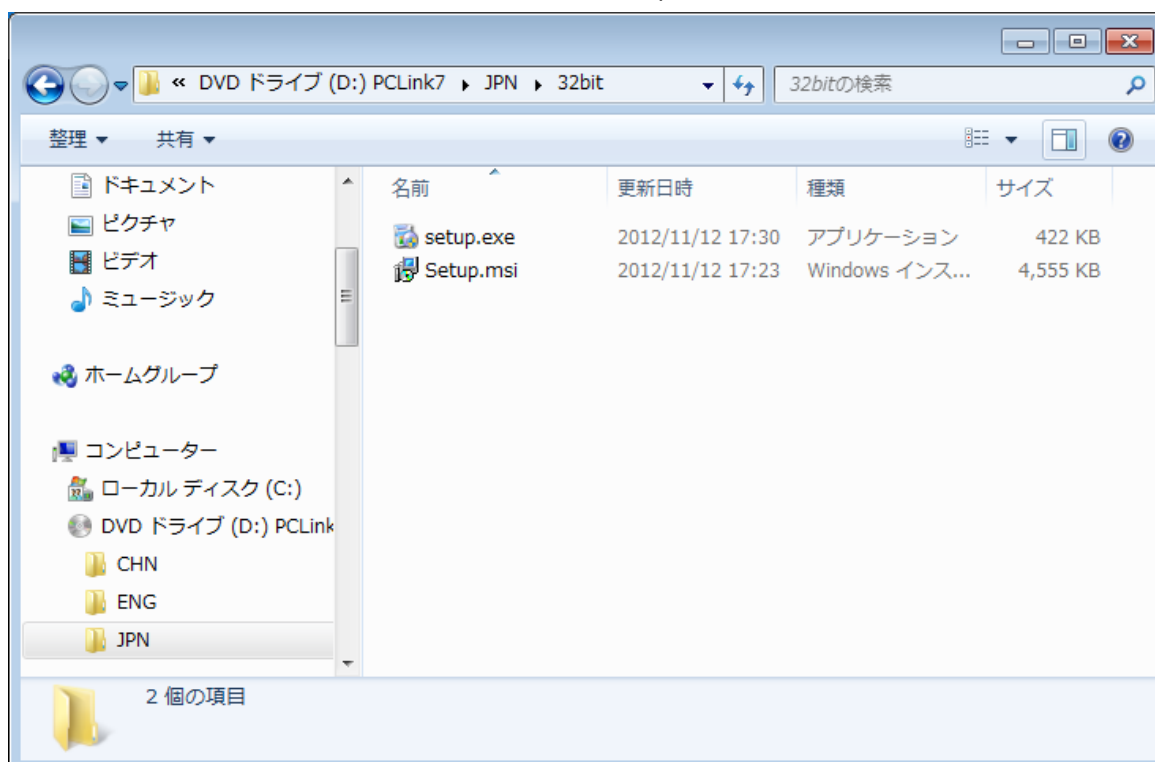 « DVD ドライブ (D:) PCLink7 ▸ JPN ▸ 32bit
32bitの検索
整理 ▼ 共有 ▼
ドキュメント
ピクチャ
ビデオ
ミュージック
ホームグループ
コンピューター
ローカル ディスク (C:)
DVD ドライブ (D:) PCLink
CHN
ENG
JPN
名前 更新日時 種類 サイズ
setup.exe 2012/11/12 17:30 アプリケーション 422 KB
Setup.msi 2012/11/12 17:23 Windows インス... 4,555 KB
2 個の項目